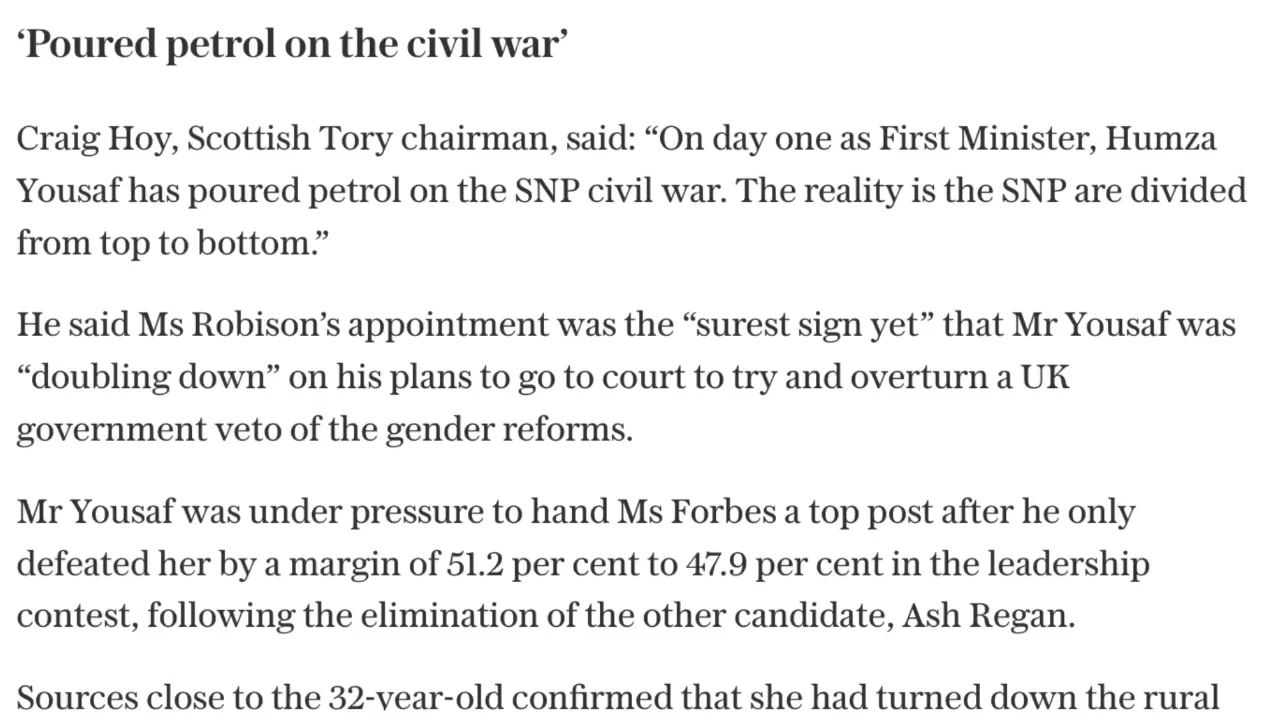 ‘Poured petrol on the civil war’
Craig Hoy, Scottish Tory chairman, said: “On day one as First Minister, Humza
Yousaf has poured petrol on the SNP civil war. The reality is the SNP are divided
from top to bottom.”
He said Ms Robison’s appointment was the “surest sign yet” that Mr Yousaf was
“doubling down” on his plans to go to court to try and overturn a UK
government veto of the gender reforms.
Mr Yousaf was under pressure to hand Ms Forbes a top post after he only
defeated her by a margin of 51.2 per cent to 47.9 per cent in the leadership
contest, following the elimination of the other candidate, Ash Regan.
Sources close to the 32-year-old confirmed that she had turned down the rural